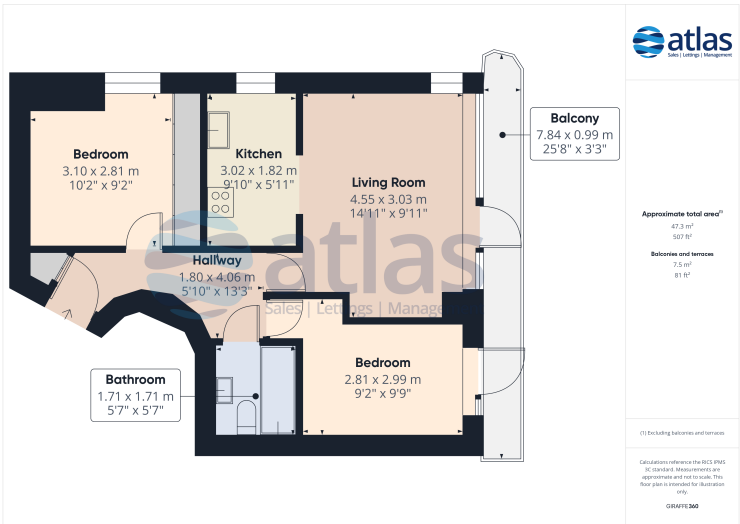 atlas
Sales | Lettings | Management
Balcony
7.84 x 0.99 m
25'8" x 3'3"
Bedroom
3.10 x 2.81 m
10'2" x 9'2"
Kitchen
3.02 x 1.82 m
9'10" x 5'11"
Living Room
4.55 x 3.03 m
14'11" x 9'11"
Hallway
1.80 x 4.06 m
5'10" x 13'3"
atlas
Sales | Lettings | Manage
Bedroom
2.81 x 2.99 m
9'2" x 9'9"
Bathroom
1.71 x 1.71 m
5'7" x 5'7"
Approximate total area(1)
47.3 m²
507 ft²
Balconies and terraces
7.5 m²
81 ft²
(1) Excluding balconies and terraces
Calculations reference the RICS IPMS
3C standard. Measurements are
approximate and not to scale. This
floor plan is intended for illustration
only.
GIRAFFE360